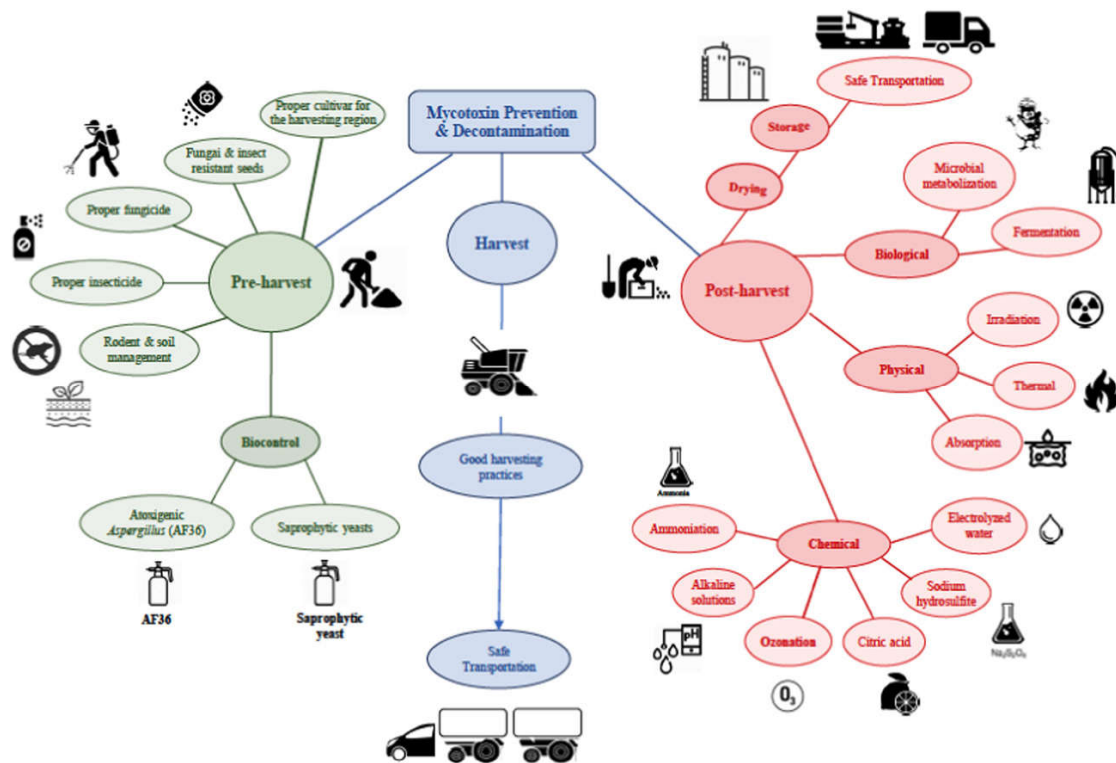 Mycotoxin Prevention
& Decontamination
Proper cultivar for
the harvesting region
Fungai & insect
resistant seeds
Proper fungicide
Proper insecticide
Rodent & soil
management
Pre-harvest
Biocontrol
Atoxigenic
Aspergillus (AF36)
Saprophytic yeasts
AF36
Saprophytic
yeast
Harvest
Good harvesting
practices
Safe
Transportation
Safe Transportation
Storage
Drying
Post-harvest
Microbial
metabolization
Biological
Fermentation
Irradiation
Physical
Thermal
Absorption
Ammonia
Ammoniation
Chemical
Electrolyzed
water
Alkaline
solutions
Sodium
hydrosulfite
Ozonation
Citric acid
pH
O₃